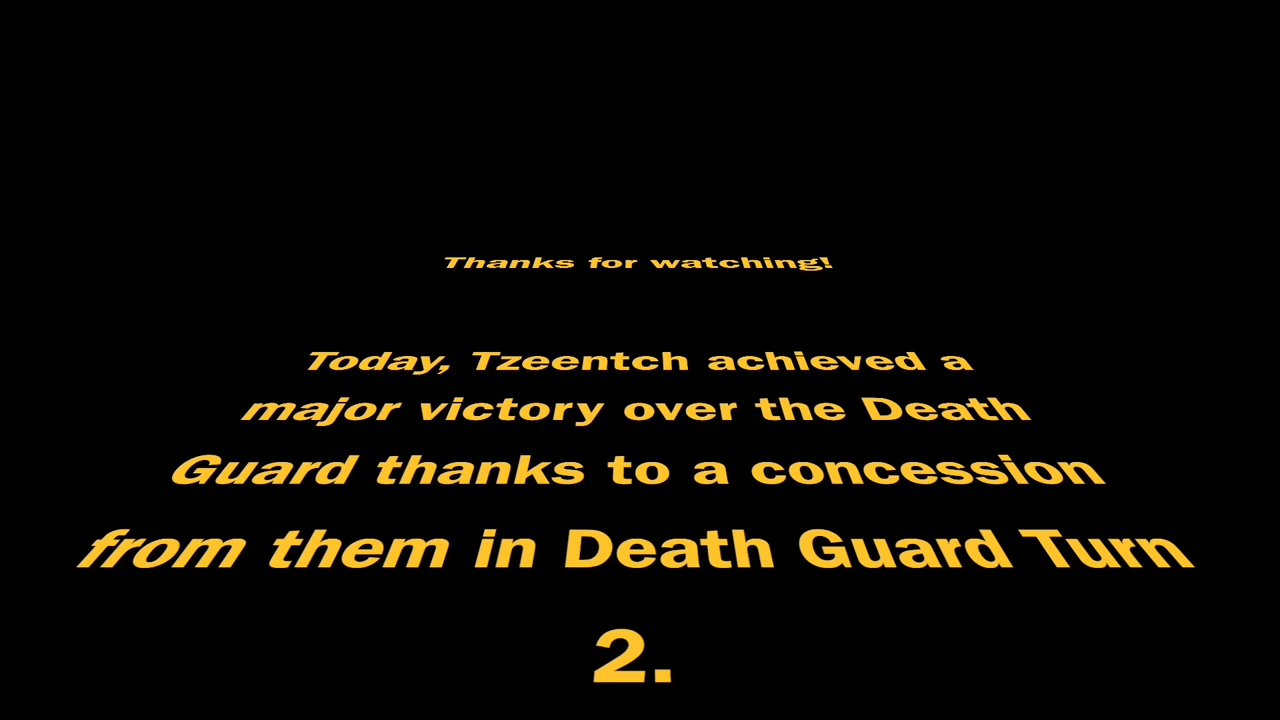 Thanks for watching!
Today, Tzeentch achieved a
major victory over the Death
Guard thanks to a concession
from them in Death Guard Turn
2.